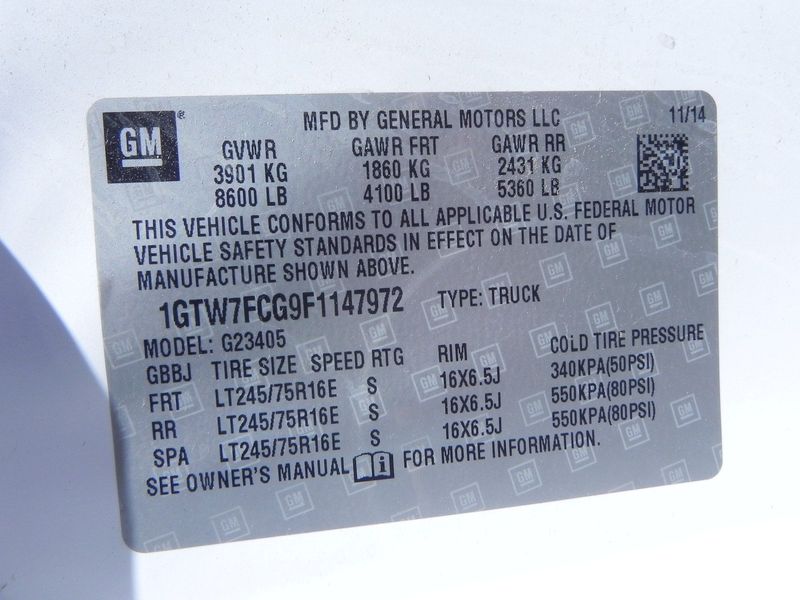 GM®
MFD BY GENERAL MOTORS LLC 11/14
GVWR GAWR FRT GAWR RR
3901 KG 1860 KG 2431 KG
8600 LB 4100 LB 5360 LB
THIS VEHICLE CONFORMS TO ALL APPLICABLE U.S. FEDERAL MOTOR
VEHICLE SAFETY STANDARDS IN EFFECT ON THE DATE OF
MANUFACTURE SHOWN ABOVE.
1GTW7FCG9F1147972 TYPE: TRUCK
MODEL: G23405
GBBJ TIRE SIZE SPEED RTG RIM COLD TIRE PRESSURE
FRT LT245/75R16E S 16X6.5J 340KPA(50PSI)
RR LT245/75R16E S 16X6.5J 550KPA(80PSI)
SPA LT245/75R16E S 16X6.5J 550KPA(80PSI)
SEE OWNER'S MANUAL i FOR MORE INFORMATION.